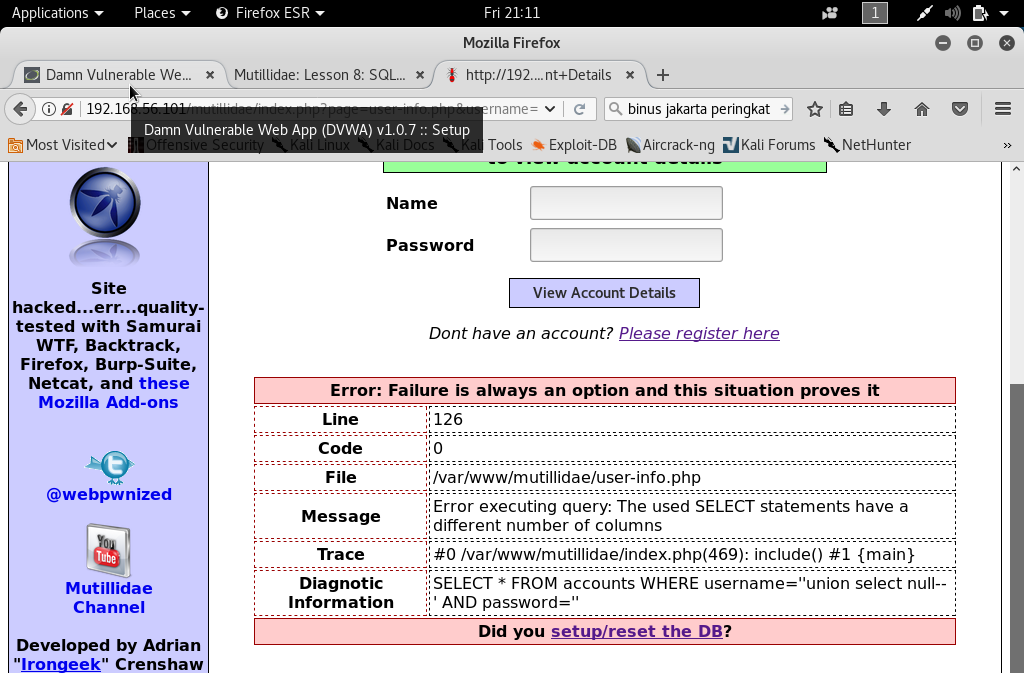 Applications Places Firefox ESR Fri 21:11 1
Mozilla Firefox
Damn Vulnerable We... × Mutillidae: Lesson 8: SQL... × http://192....nt+Details × +
192.168.56.101/mutillidae/index.php?page=user-info.php&username= binus jakarta peringkat
Damn Vulnerable Web App (DVWA) v1.0.7 :: Setup
Most Visited Offensive Security Kali Linux Kali Docs Kali Tools Exploit-DB Aircrack-ng Kali Forums NetHunter »
to view account details
Name
Password
View Account Details
Dont have an account? Please register here
Site
hacked...err...quality-
tested with Samurai
WTF, Backtrack,
Firefox, Burp-Suite,
Netcat, and these
Mozilla Add-ons
@webpwnized
You
Tube
Mutillidae
Channel
Developed by Adrian
"Irongeek" Crenshaw
Error: Failure is always an option and this situation proves it
Line 126
Code 0
File /var/www/mutillidae/user-info.php
Message Error executing query: The used SELECT statements have a
different number of columns
Trace #0 /var/www/mutillidae/index.php(469): include() #1 {main}
Diagnostic
Information SELECT * FROM accounts WHERE username=''union select null--
' AND password=''
Did you setup/reset the DB?